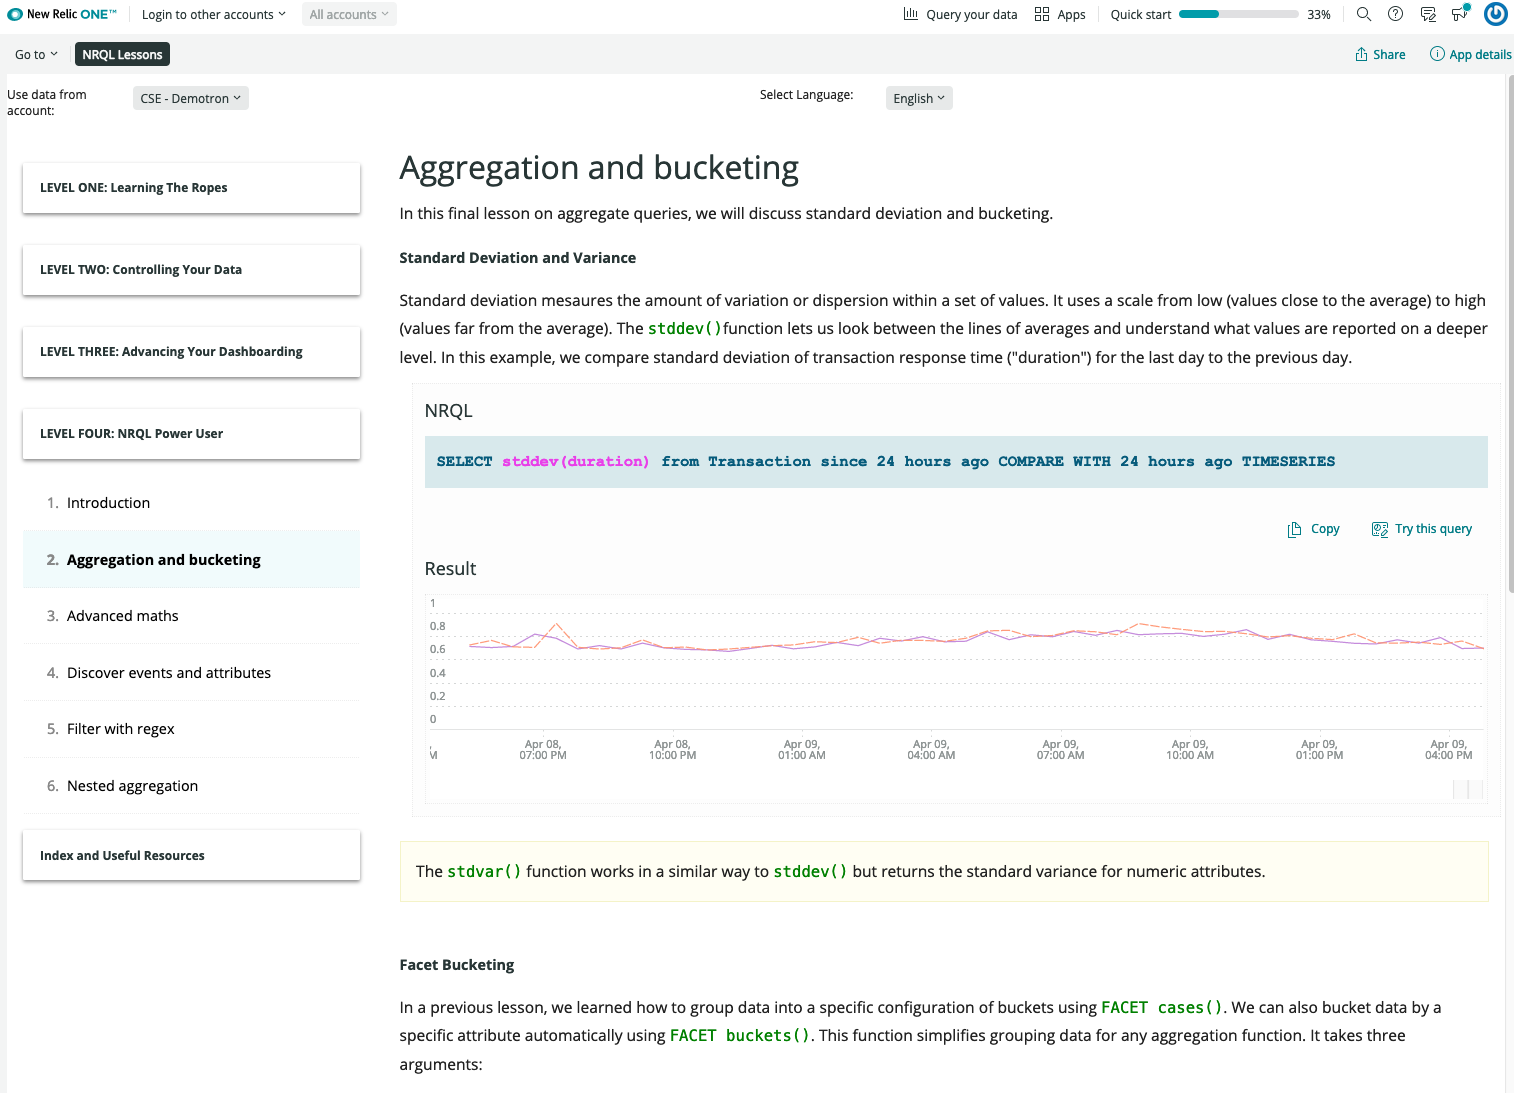 New Relic ONE™
Login to other accounts
All accounts
Query your data
Apps
Quick start
33%
Go to
NRQL Lessons
Share
App details
Use data from
account:
CSE - Demotron
Select Language:
English
LEVEL ONE: Learning The Ropes
LEVEL TWO: Controlling Your Data
LEVEL THREE: Advancing Your Dashboarding
LEVEL FOUR: NRQL Power User
1. Introduction
2. Aggregation and bucketing
3. Advanced maths
4. Discover events and attributes
5. Filter with regex
6. Nested aggregation
Index and Useful Resources
Aggregation and bucketing
In this final lesson on aggregate queries, we will discuss standard deviation and bucketing.
Standard Deviation and Variance
Standard deviation mesaures the amount of variation or dispersion within a set of values. It uses a scale from low (values close to the average) to high
(values far from the average). The stddev()function lets us look between the lines of averages and understand what values are reported on a deeper
level. In this example, we compare standard deviation of transaction response time ("duration") for the last day to the previous day.
NRQL
SELECT stddev(duration) from Transaction since 24 hours ago COMPARE WITH 24 hours ago TIMESERIES
Copy
Try this query
Result
1
0.8
0.6
0.4
0.2
0
M
Apr 08,
07:00 PM
Apr 08,
10:00 PM
Apr 09,
01:00 AM
Apr 09,
04:00 AM
Apr 09,
07:00 AM
Apr 09,
10:00 AM
Apr 09,
01:00 PM
Apr 09,
04:00 PM
The stdvar() function works in a similar way to stddev() but returns the standard variance for numeric attributes.
Facet Bucketing
In a previous lesson, we learned how to group data into a specific configuration of buckets using FACET cases(). We can also bucket data by a
specific attribute automatically using FACET buckets(). This function simplifies grouping data for any aggregation function. It takes three
arguments: